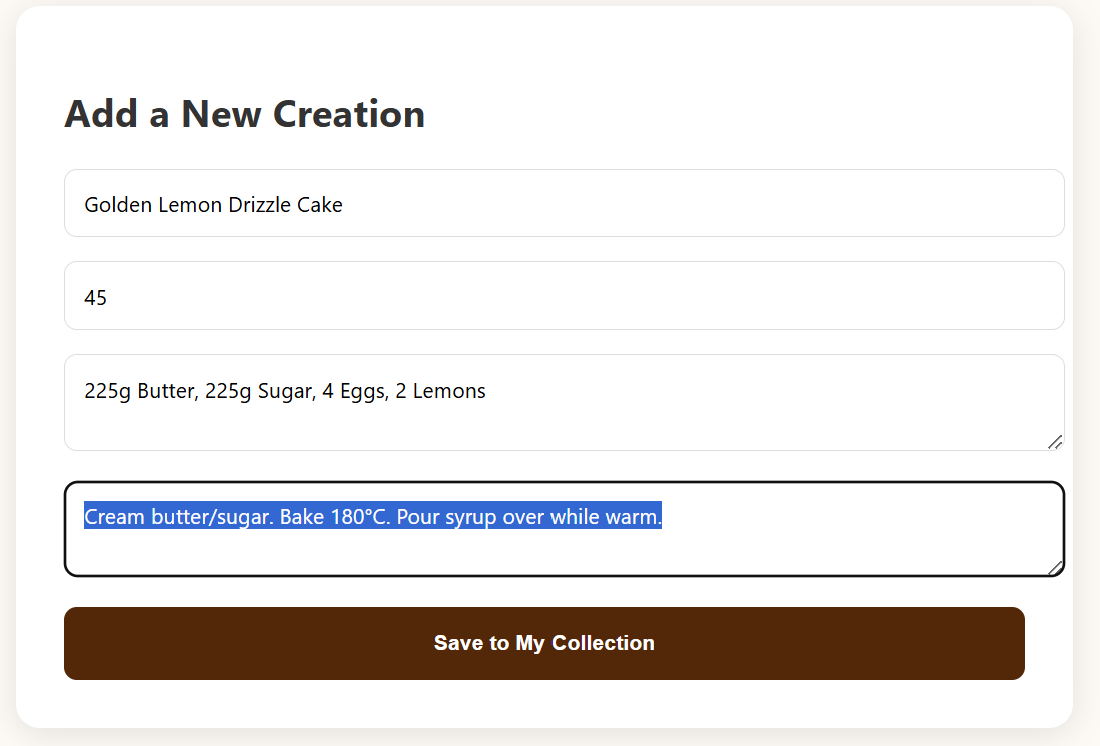 Add a New Creation
Golden Lemon Drizzle Cake
45
225g Butter, 225g Sugar, 4 Eggs, 2 Lemons
Cream butter/sugar. Bake 180°C. Pour syrup over while warm.
Save to My Collection